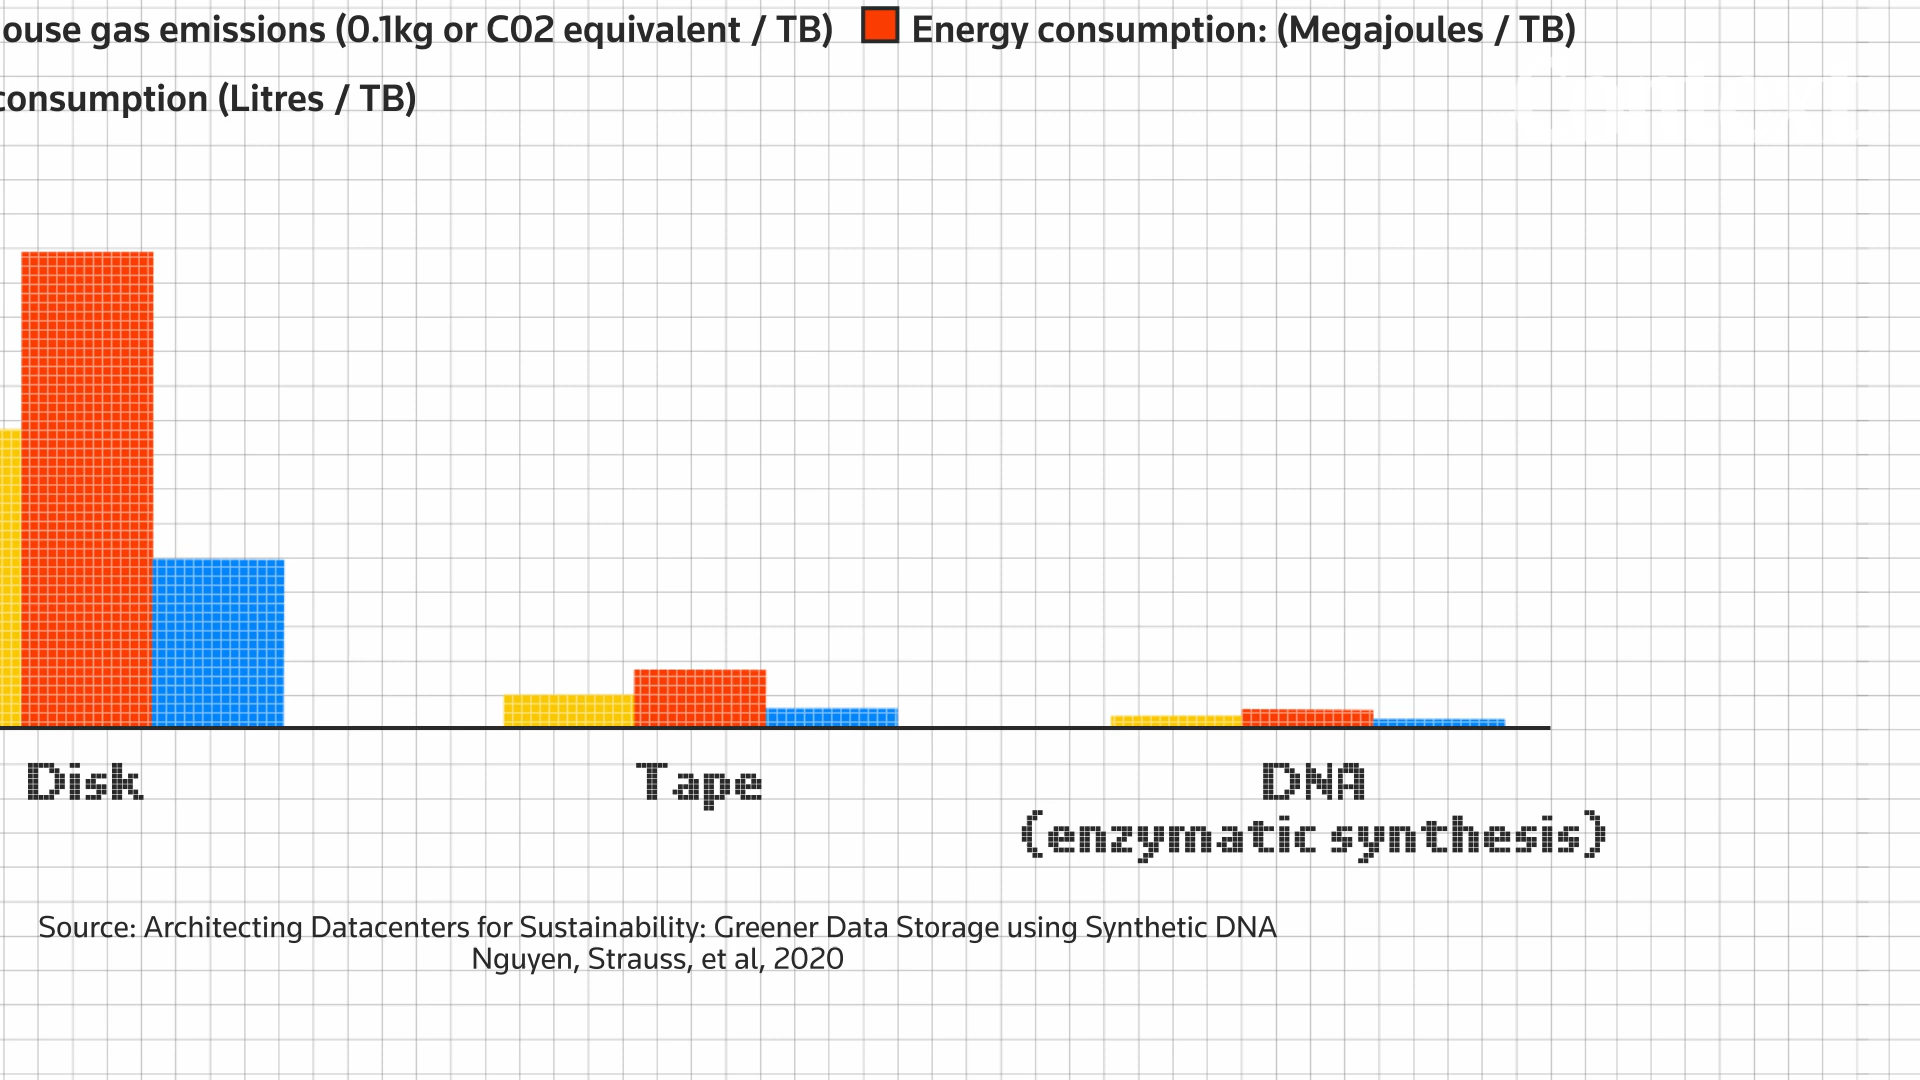 ouse gas emissions (0.1kg or CO2 equivalent / TB) Energy consumption: (Megajoules / TB)
consumption (Litres / TB)
Disk
Tape
DNA
(enzymatic synthesis)
Source: Architecting Datacenters for Sustainability: Greener Data Storage using Synthetic DNA
Nguyen, Strauss, et al, 2020